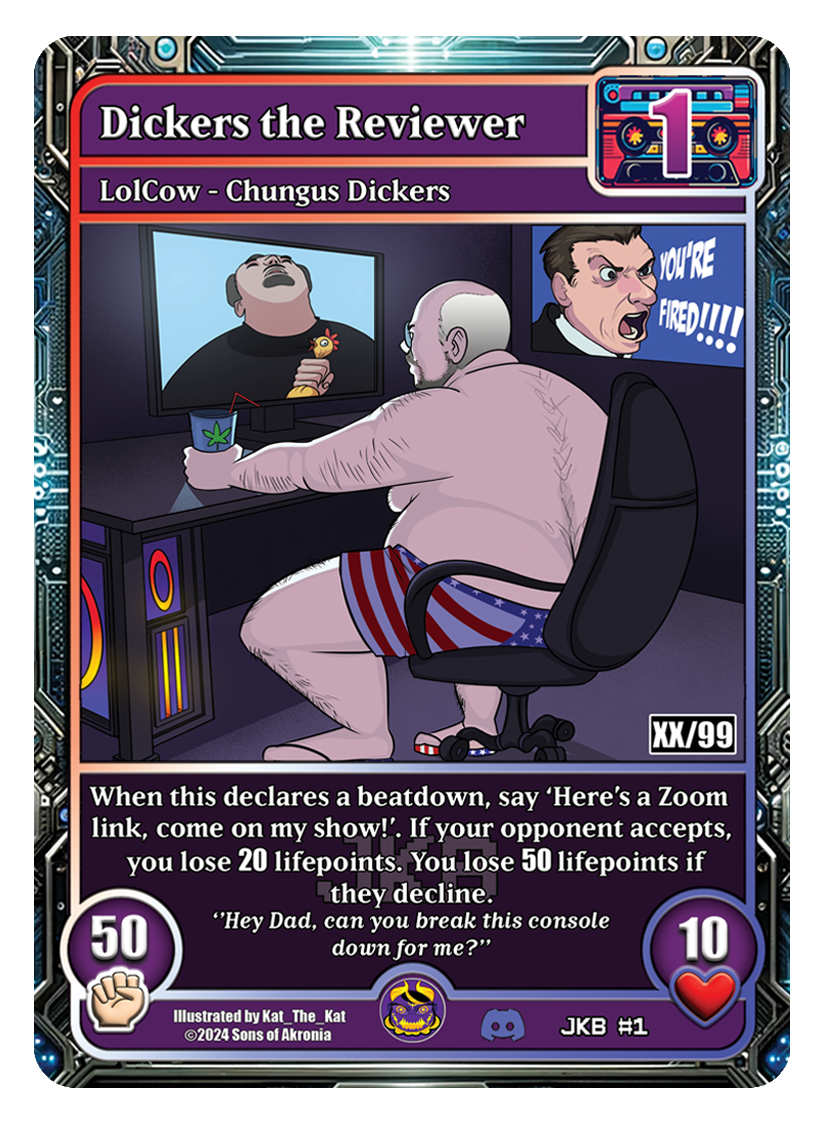 Dickers the Reviewer
1
LolCow - Chungus Dickers
YOU'RE
FIRED!!!!
XX/99
When this declares a beatdown, say ‘Here's a Zoom
link, come on my show!’. If your opponent accepts,
you lose 20 lifepoints. You lose 50 lifepoints if
they decline.
‘'Hey Dad, can you break this console
down for me?’’
JKB
50
10
Illustrated by Kat_The_Kat
©2024 Sons of Akronia
JKB #1